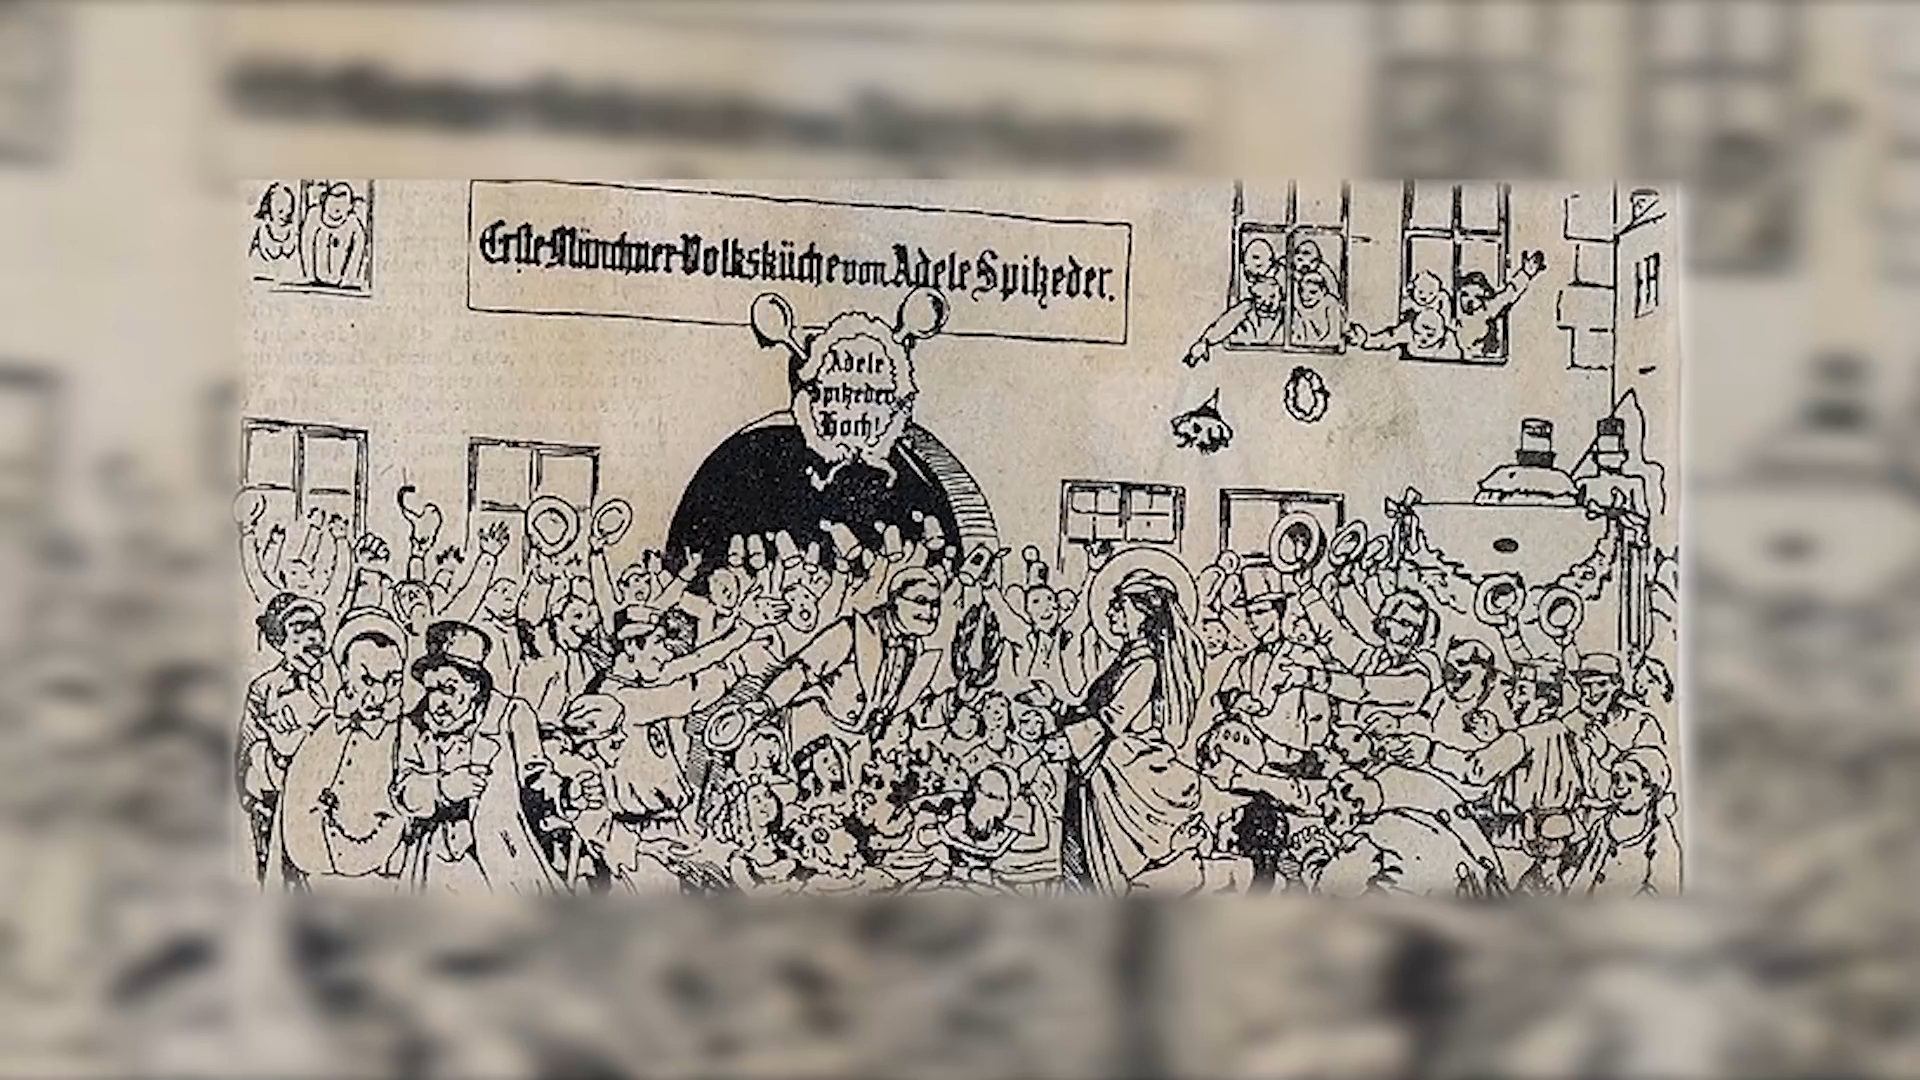 Erste Münchner Volksküche von Adele Spitzeder.
Adele
Spitzeder
Hoch!